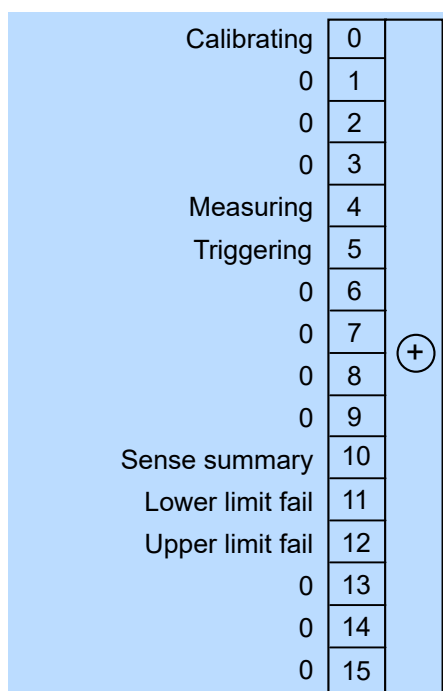 Calibrating 0
0 1
0 2
0 3
Measuring 4
Triggering 5
0 6
0 7
+
0 8
0 9
Sense summary 10
Lower limit fail 11
Upper limit fail 12
0 13
0 14
0 15